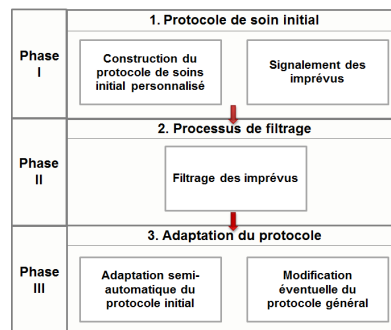 1. Protocole de soin initial
Phase
I
Construction du
protocole de soins
initial personnalisé
Signalement des
imprévus
2. Processus de filtrage
Phase
II
Filtrage des imprévus
3. Adaptation du protocole
Phase
III
Adaptation semi-
automatique du
protocole initial
Modification
éventuelle du
protocole général